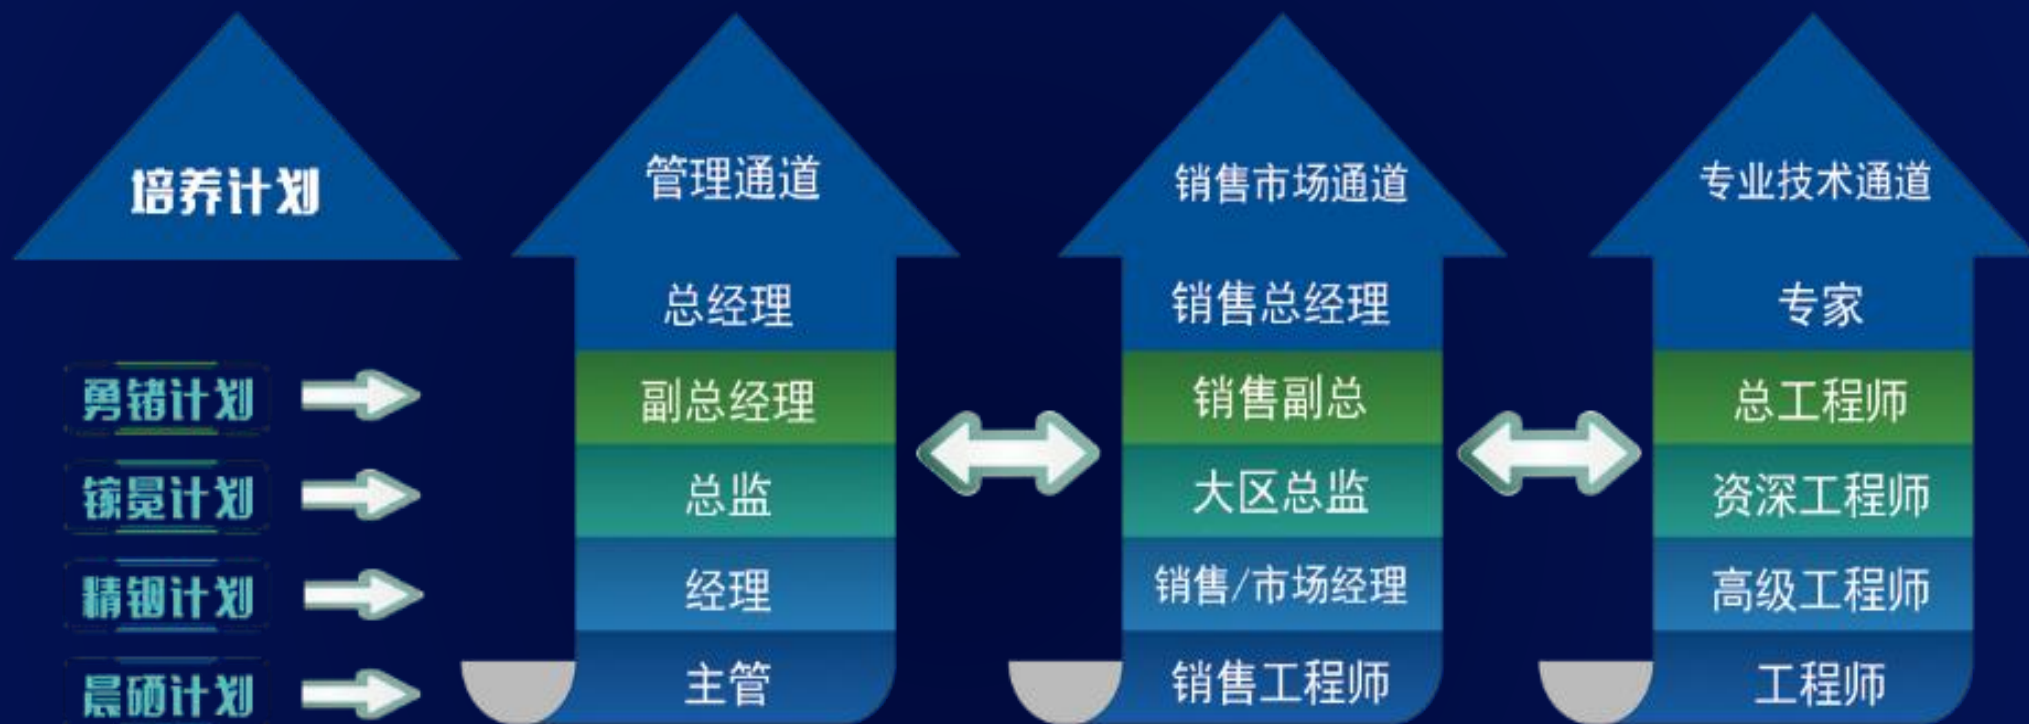 培养计划 管理通道 销售市场通道 专业技术通道
总经理 销售总经理 专家
勇锗计划 副总经理 销售副总 总工程师
镓晃计划 总监 大区总监 资深工程师
精铟计划 经理 销售/市场经理 高级工程师
晨硒计划 主管 销售工程师 工程师